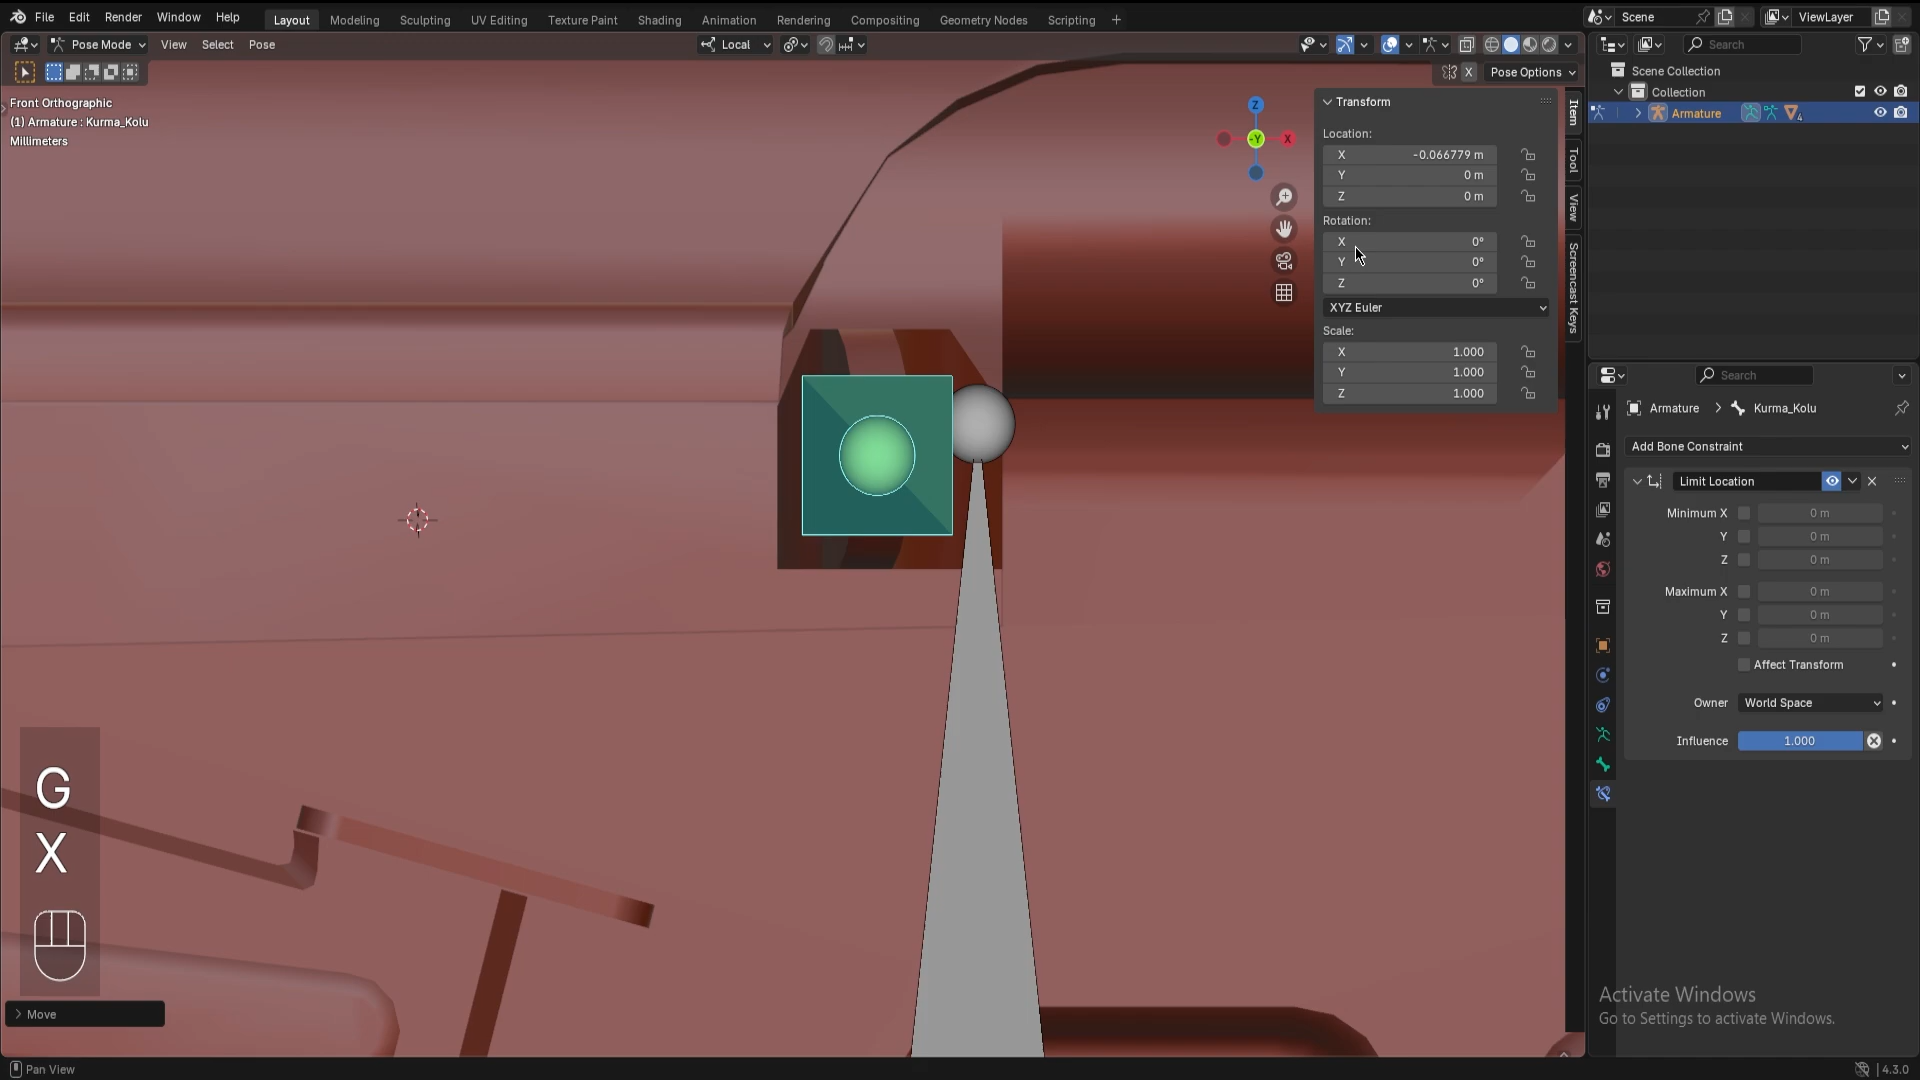 File Edit Render Window Help Layout Modeling Sculpting UV Editing Texture Paint Shading Animation Rendering Compositing Geometry Nodes Scripting + Scene ViewLayer
Pose Mode View Select Pose Local Search
X Pose Options
Front Orthographic
(1) Armature : Kurma_Kolu
Millimeters
Z
-Y
X
Transform
Location:
X -0.066779 m
Y 0 m
Z 0 m
Rotation:
X 0°
Y 0°
Z 0°
XYZ Euler
Scale:
X 1.000
Y 1.000
Z 1.000
Item
Tool
View
Screencast Keys
Scene Collection
Collection
Armature 4
Search
Armature > Kurma_Kolu
Add Bone Constraint
Limit Location
Minimum X 0 m
Y 0 m
Z 0 m
Maximum X 0 m
Y 0 m
Z 0 m
Affect Transform
Owner World Space
Influence 1.000
G
X
Move
Activate Windows
Go to Settings to activate Windows.
Pan View
4.3.0